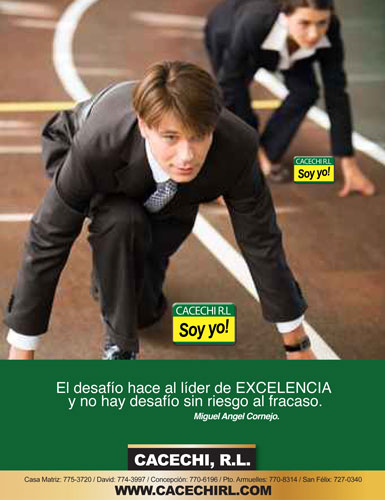 CACECHI R.L
Soy yo!
CACECHI R.L
Soy yo!
El desafío hace al líder de EXCELENCIA
y no hay desafío sin riesgo al fracaso.
Miguel Angel Cornejo.
CACECHI, R.L.
Casa Matriz: 775-3720 / David: 774-3997 / Concepción: 770-6196 / Pto. Armuelles: 770-8314 / San Félix: 727-0340
WWW.CACECHIRL.COM